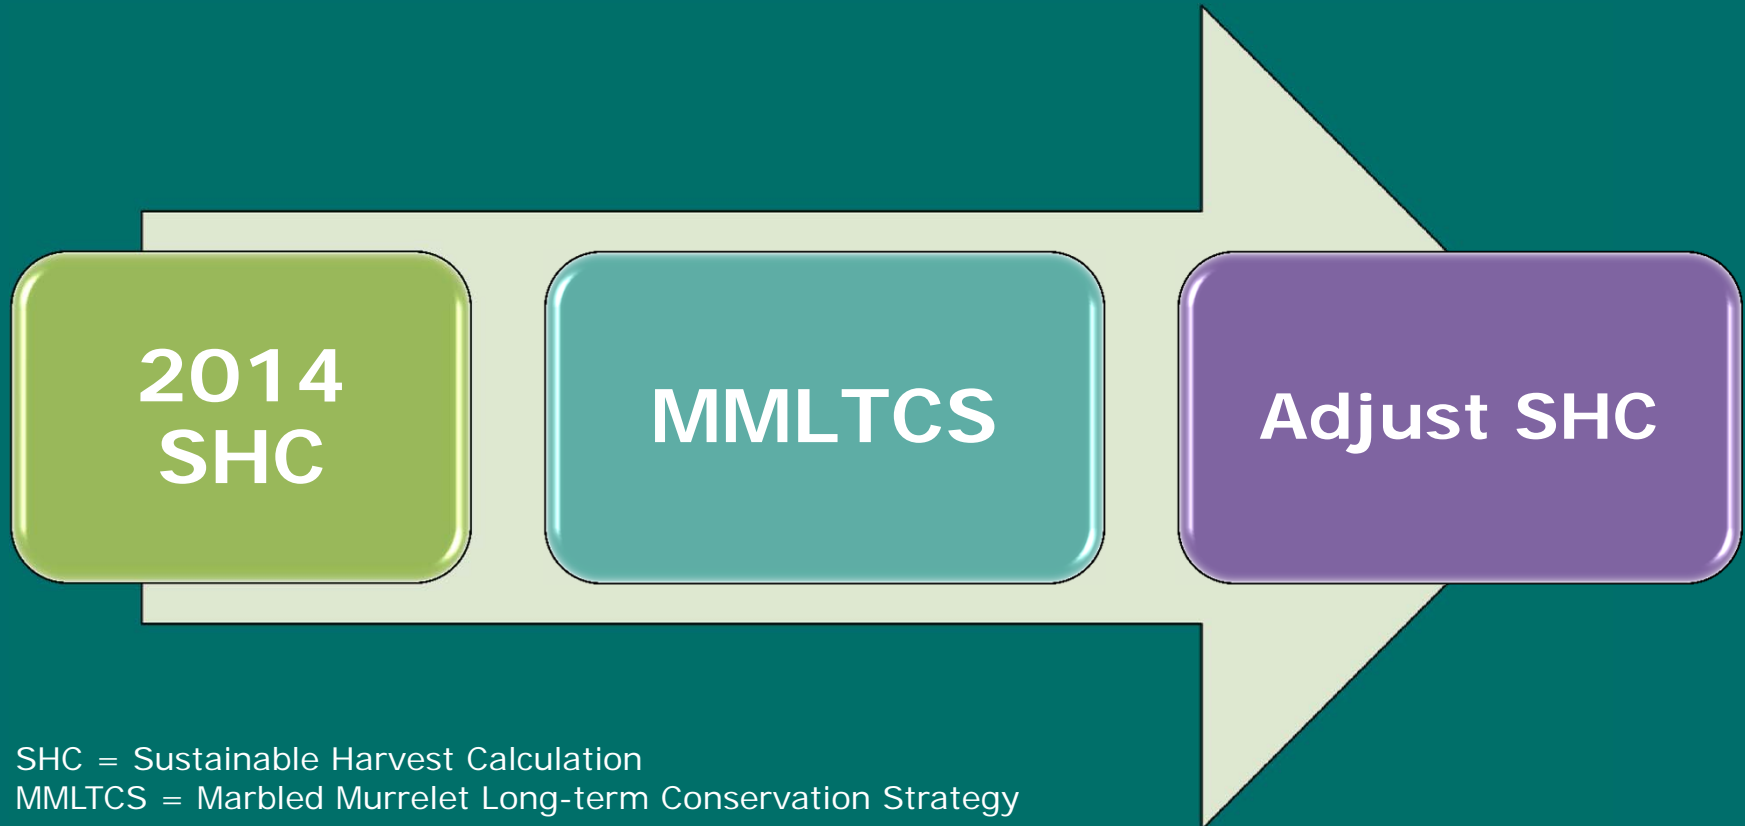 2014
SHC
MMLTCS
Adjust SHC
SHC = Sustainable Harvest Calculation
MMLTCS = Marbled Murrelet Long-term Conservation Strategy